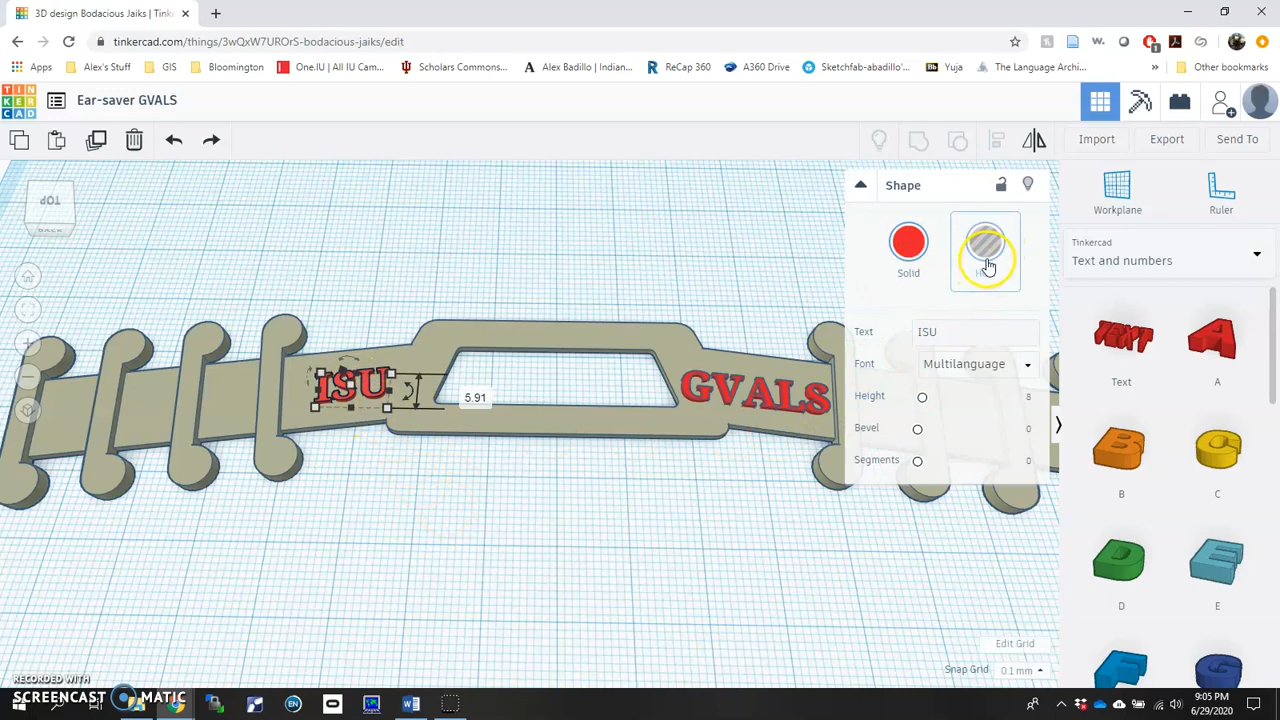 3D design Bodacious Jaiks | Tink
tinkercad.com/things/3wQxW7UROrS-bodacious-jaiks/edit
Apps
Alex's Stuff
GIS
Bloomington
One.IU | All IU Cam...
Scholars Commons...
Alex Badillo | Indian...
ReCap 360
A360 Drive
Sketchfab-abadillo'...
Yuja
The Language Archi...
Other bookmarks
TIN
KER
CAD
Ear-saver GVALS
Import
Export
Send To
TOP
BACK
Shape
Solid
Workplane
Ruler
Tinkercad
Text and numbers
Text
ISU
Font
Multilanguage
Height
8
Bevel
0
Segments
0
ISU
5.91
GVALS
TEXT
A
Text
A
B
C
B
C
D
E
D
E
F
G
Edit Grid
Snap Grid
0.1 mm
RECORDED WITH
SCREENCAST MATIC
EN
9:05 PM
6/29/2020